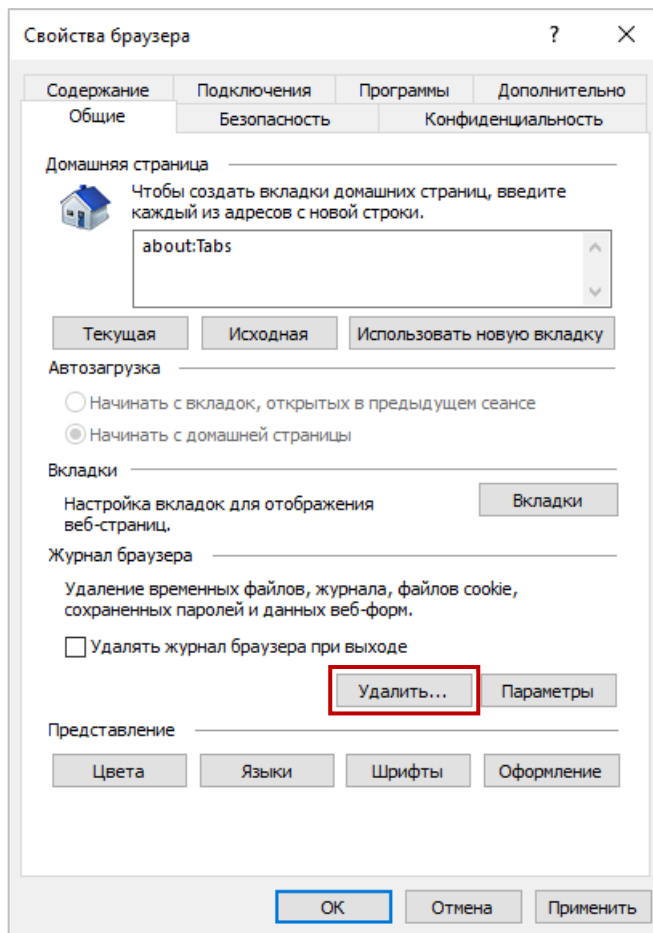 Свойства браузера
?
Содержание Подключения Программы Дополнительно
Общие Безопасность Конфиденциальность
Домашняя страница
Чтобы создать вкладки домашних страниц, введите
каждый из адресов с новой строки.
about:Tabs
Текущая Исходная Использовать новую вкладку
Автозагрузка
Начинать с вкладок, открытых в предыдущем сеансе
Начинать с домашней страницы
Вкладки
Настройка вкладок для отображения
веб-страниц.
Вкладки
Журнал браузера
Удаление временных файлов, журнала, файлов cookie,
сохраненных паролей и данных веб-форм.
Удалять журнал браузера при выходе
Удалить... Параметры
Представление
Цвета Языки Шрифты Оформление
ОК Отмена Применить